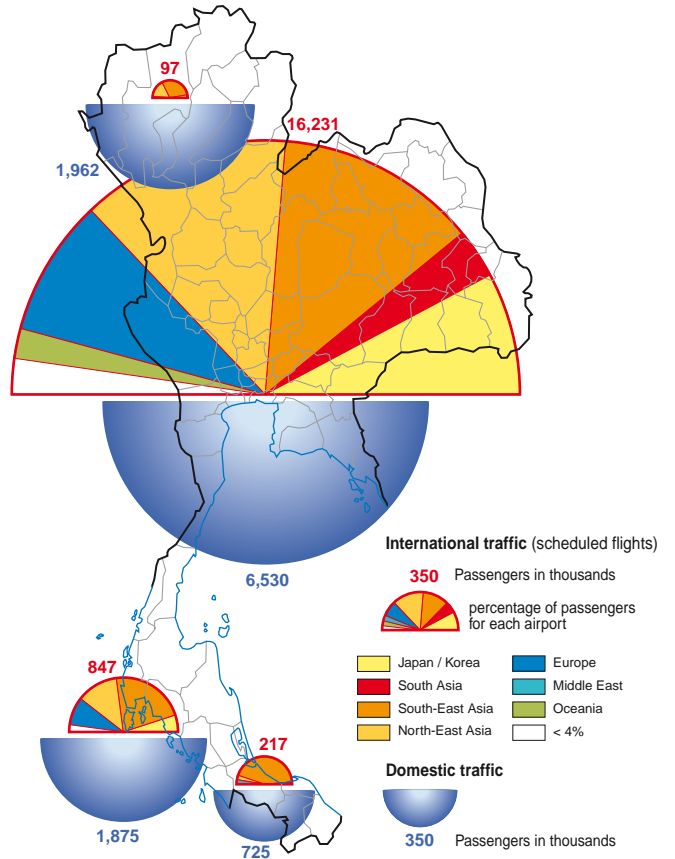 97
16,231
1,962
6,530
International traffic (scheduled flights)
350 Passengers in thousands
percentage of passengers
for each airport
847
Japan / Korea
Europe
South Asia
Middle East
South-East Asia
Oceania
North-East Asia
< 4%
217
Domestic traffic
1,875
725
350 Passengers in thousands